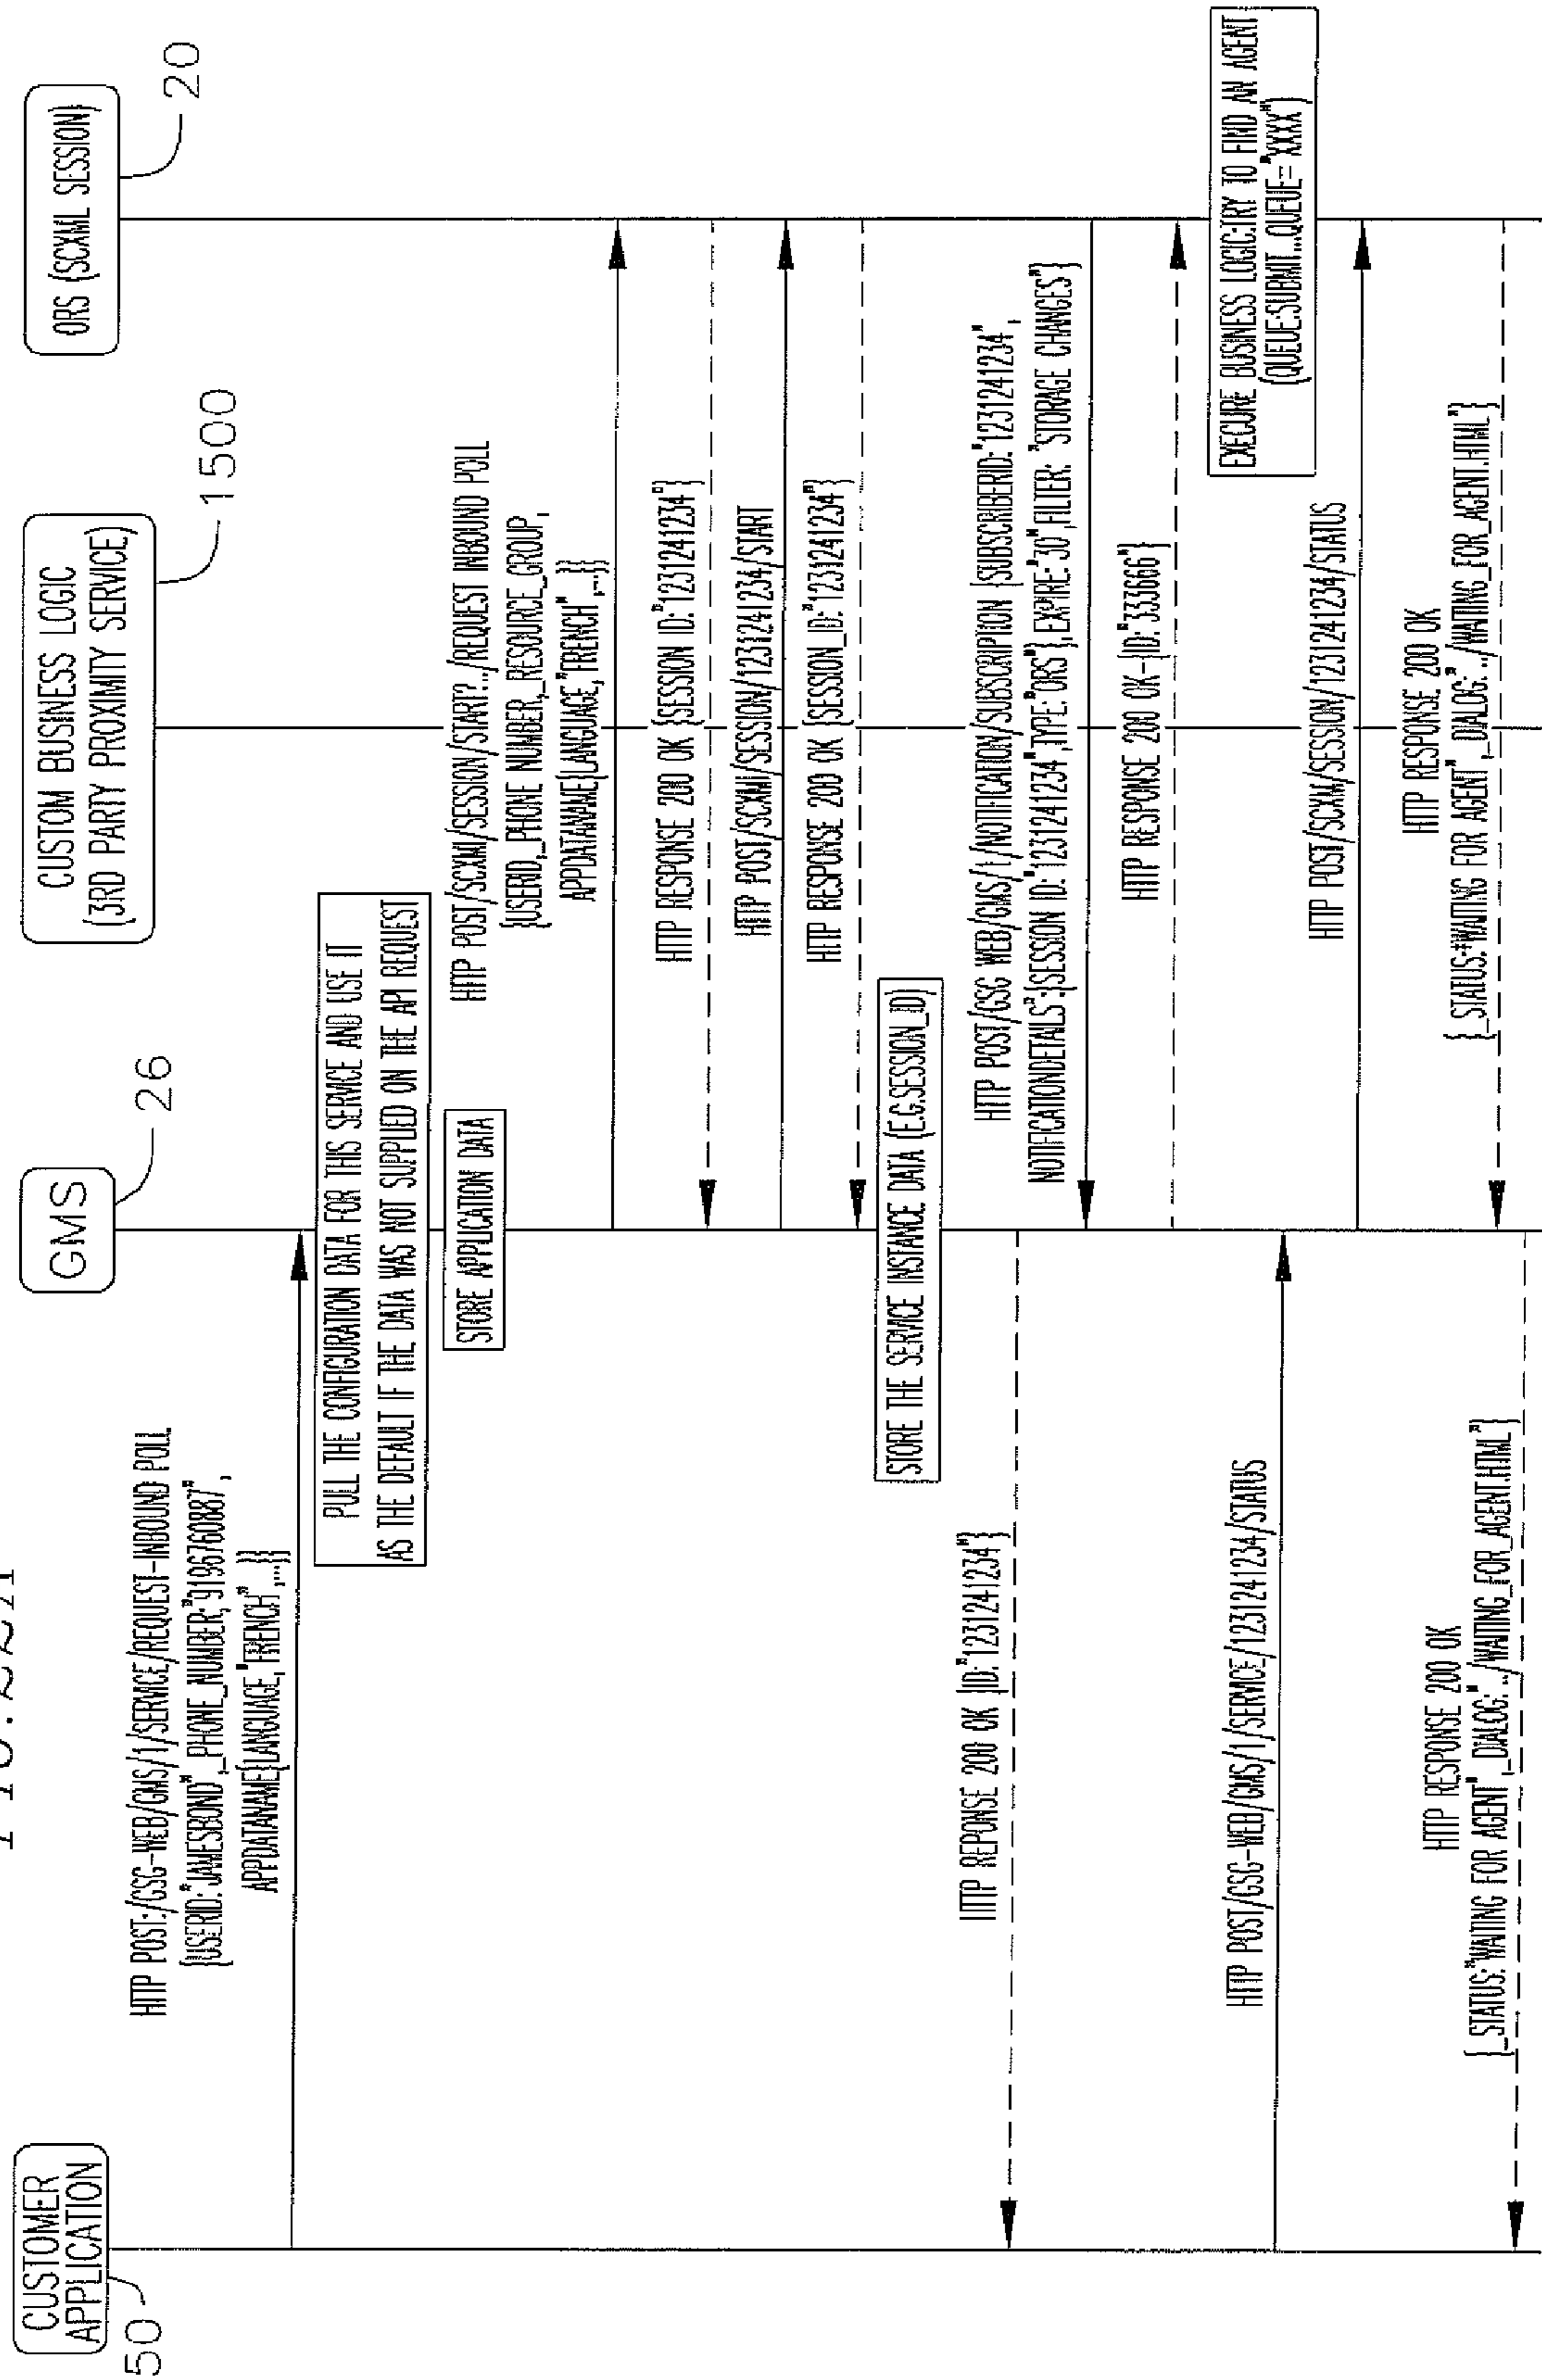 CUSTOMER
APPLICATION
50
GMS
26
CUSTOM BUSINESS LOGIC
(3RD PARTY PROXIMITY SERVICE)
1500
ORS (SCXML SESSION)
20
HTTP POST:/GSG-WEB/GMS/1/SERVICE/REQUEST-INBOUND POLL
{USERID:"JAMESBOND",_PHONE_NUMBER;"9196760887",
APPDATANAME{LANGUAGE,"FRENCH",...}}
PULL THE CONFIGURATION DATA FOR THIS SERVICE AND USE IT
AS THE DEFAULT IF THE DATA WAS NOT SUPPLIED ON THE API REQUEST
STORE APPLICATION DATA
HTTP POST/SCXML/SESSION/START?../REQUEST INBOUND POLL
{USERID,_PHONE NUMBER,_RESOURCE_GROUP,
APPDATANAME{LANGUAGE,"FRENCH",...}}
HTTP RESPONSE 200 OK {SESSION ID:"1231241234"}
HTTP POST/SCXMI/SESSION/1231241234/START
HTTP RESPONSE 200 OK {SESSION_ID:"1231241234"}
STORE THE SERVICE INSTANCE DATA (E.G.SESSION_ID)
HTTP REPONSE 200 OK {ID:"1231241234"}
HTTP POST/GSG WEB/GMS/1/NOTIFICATION/SUBSCRIPTION {SUBSCRIBERID:"1231241234",
NOTIFICATIONDETAILS":{SESSION ID:"1231241234",TYPE:"ORS"},EXPIRE:"30",FILTER: "STORAGE CHANGES"}
HTTP RESPONSE 200 OK-{ID:"333666"}
EXECURE BUSINESS LOGIC:TRY TO FIND AN AGENT
(QUEUE:SUBMIT...QUEUE="XXXX")
HTTP POST/GSG-WEB/GMS/1/SERVICE/1231241234/STATUS
HTTP POST/SCXM/SESSION/1231241234/STATUS
HTTP RESPONSE 200 OK
{_STATUS:"WAITING FOR AGENT",_DIALOG:"../WAITING_FOR_AGENT.HTML"}
HTTP RESPONSE 200 OK
{_STATUS:"WAITING FOR AGENT",_DIALOG:"../WAITING_FOR_AGENT.HTML"}